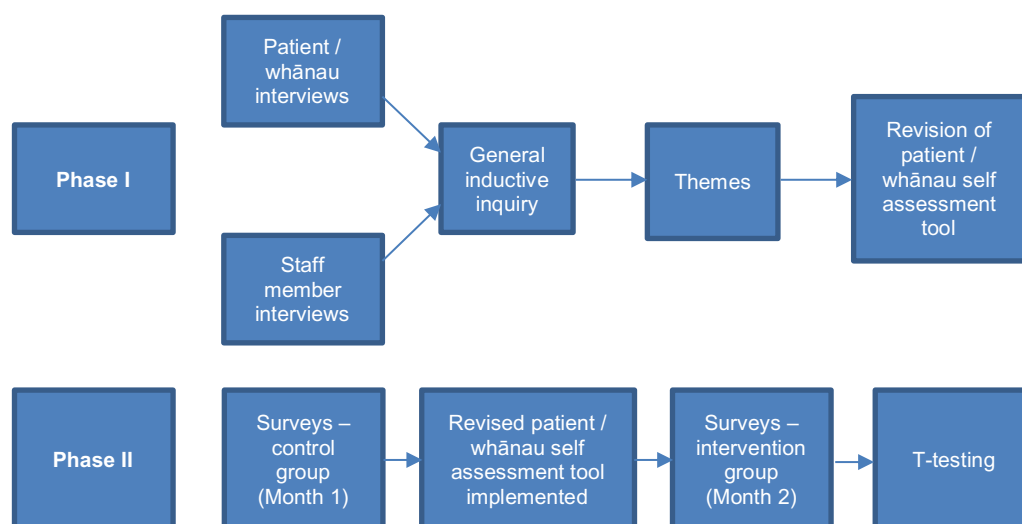 Patient /
whānau
interviews
Phase I
General
inductive
inquiry
Themes
Revision of
patient /
whānau self
assessment
tool
Staff
member
interviews
Phase II
Surveys –
control
group
(Month 1)
Revised patient /
whānau self
assessment tool
implemented
Surveys –
intervention
group
(Month 2)
T-testing